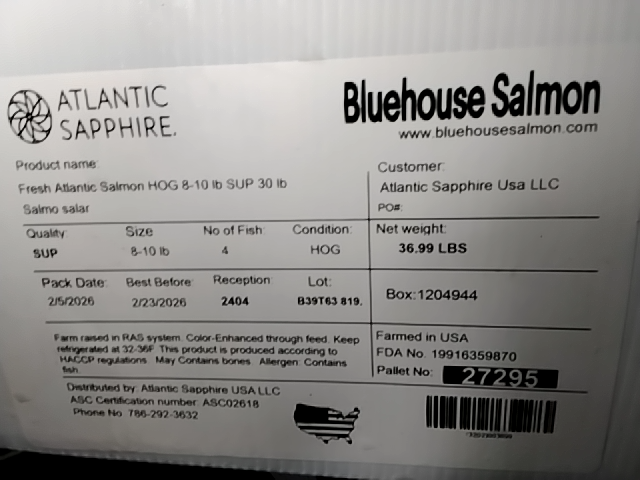 ATLANTIC
SAPPHIRE.
Bluehouse Salmon
www.bluehousesalmon.com
Product name:
Fresh Atlantic Salmon HOG 8-10 lb SUP 30 lb
Salmo salar
Customer:
Atlantic Sapphire Usa LLC
PO#:
Quality: Size No of Fish: Condition:
SUP 8-10 lb 4 HOG
Net weight:
36.99 LBS
Pack Date: Best Before: Reception Lot:
2/5/2026 2/23/2026 2404 B39T63 819.
Box:1204944
Farm raised in RAS system. Color-Enhanced through feed. Keep
refrigerated at 32-36F. This product is produced according to
HACCP regulations. May Contains bones. Allergen: Contains
fish.
Farmed in USA
FDA No. 19916359870
Pallet No: 27295
Distributed by: Atlantic Sapphire USA LLC
ASC Certification number: ASC02618
Phone No: 786-292-3632